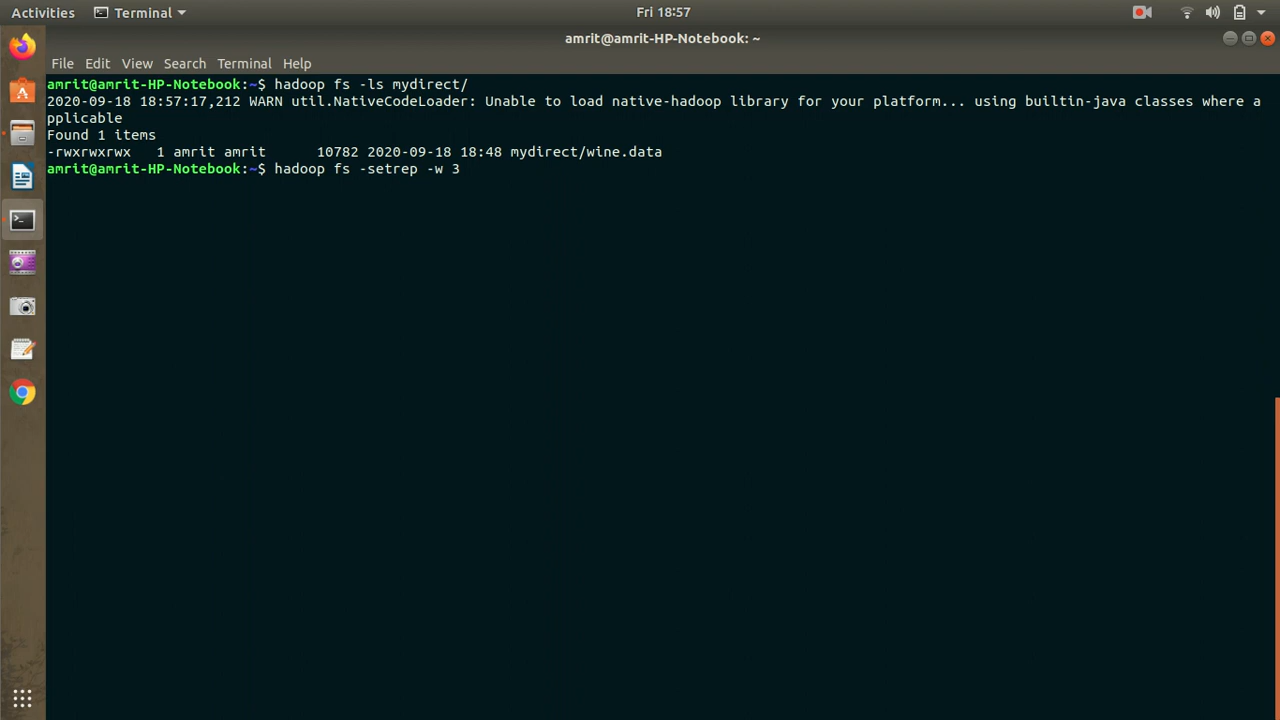 Activities Terminal Fri 18:57
amrit@amrit-HP-Notebook: ~
File Edit View Search Terminal Help
amrit@amrit-HP-Notebook:~$ hadoop fs -ls mydirect/
2020-09-18 18:57:17,212 WARN util.NativeCodeLoader: Unable to load native-hadoop library for your platform... using builtin-java classes where a
pplicable
Found 1 items
-rwxrwxrwx   1 amrit amrit      10782 2020-09-18 18:48 mydirect/wine.data
amrit@amrit-HP-Notebook:~$ hadoop fs -setrep -w 3